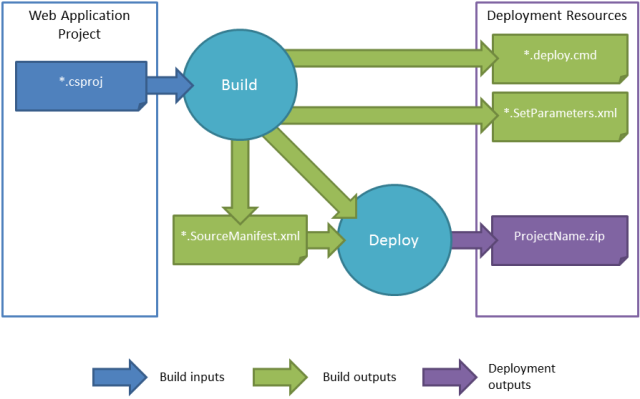 Web Application
Project
Deployment Resources
*.csproj
Build
*.deploy.cmd
*.SetParameters.xml
*.SourceManifest.xml
Deploy
ProjectName.zip
Build inputs
Build outputs
Deployment
outputs